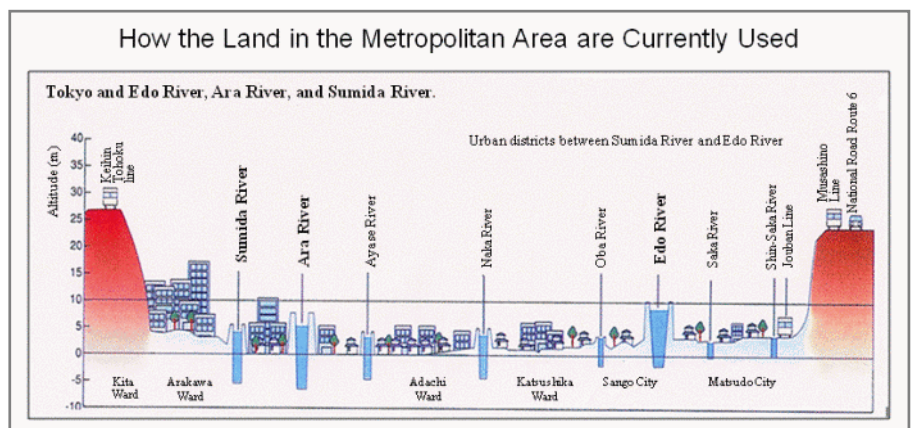 How the Land in the Metropolitan Area are Currently Used
Tokyo and Edo River, Ara River, and Sumida River.
Urban districts between Sumida River and Edo River
Altitude (m)
40
35
30
25
20
15
10
5
0
-5
-10
Keihin
Tohoku
line
Sumida River
Ara River
Ayase River
Naka River
Oba River
Edo River
Saka River
Shin-Saka River
Jouban Line
Musashino
Line
National Road Route 6
Kita
Ward
Arakawa
Ward
Adachi
Ward
Katsushika
Ward
Sango City
Matsudo City